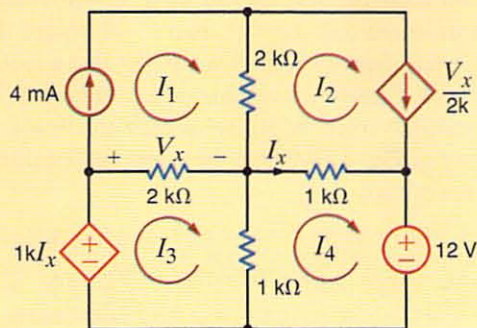 2 kΩ
4 mA
I₁
I₂
Vx/2k
+ Vx −
Ix
2 kΩ
1 kΩ
1kIx
+
−
I₃
I₄
+
−
12 V
1 kΩ